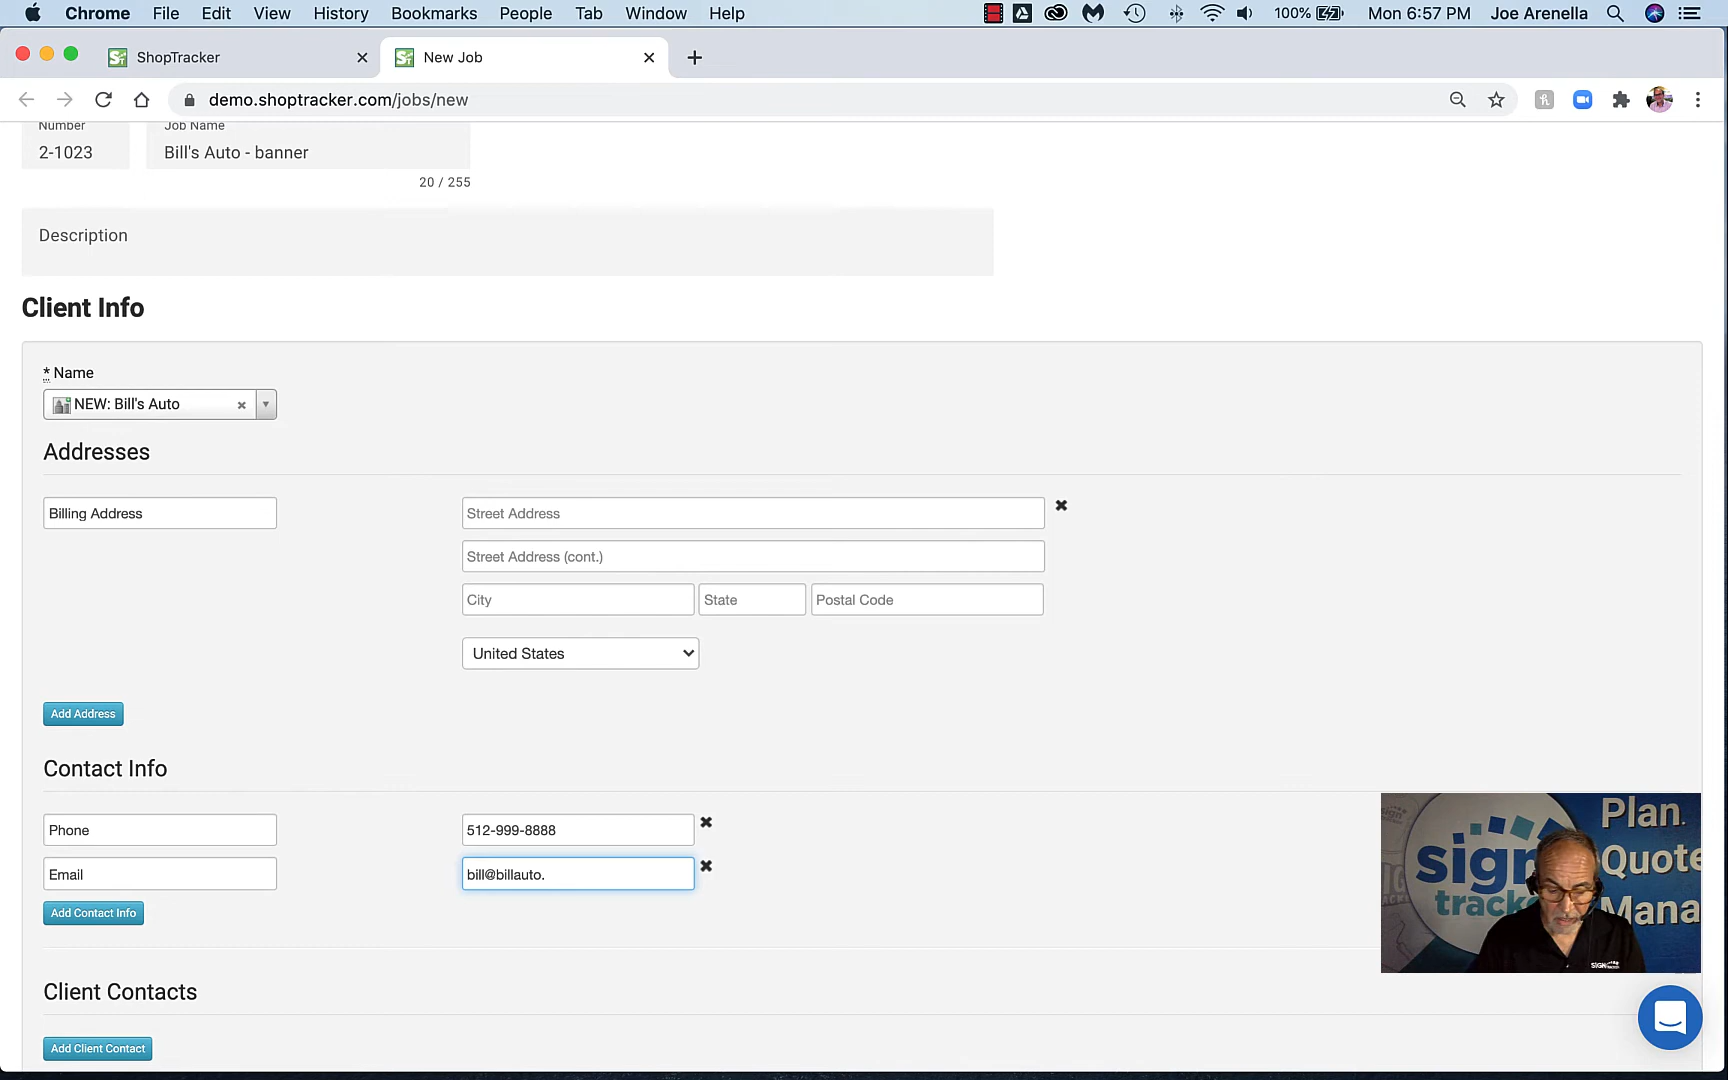 Chrome File Edit View History Bookmarks People Tab Window Help 100% Mon 6:57 PM Joe Arenella
ShopTracker New Job
demo.shoptracker.com/jobs/new
Number Job Name
2-1023 Bill's Auto - banner
20 / 255
Description
Client Info
* Name
NEW: Bill's Auto
Addresses
Billing Address Street Address
Street Address (cont.)
City State Postal Code
United States
Add Address
Contact Info
Phone 512-999-8888
Email bill@billauto.
Add Contact Info
Client Contacts
Add Client Contact
Plan.
sign Quote
track Mana